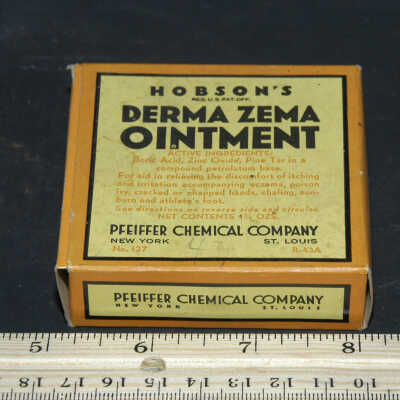 HOBSON'S
REG. U.S. PAT. OFF.
DERMA ZEMA
OINTMENT
ACTIVE INGREDIENTS:
Boric Acid, Zinc Oxide, Pine Tar in a
compound petrolatum base.
For aid in relieving the discomfort of itching
and irritation accompanying eczema, poison
ivy, cracked or chapped hands, chafing, sun-
burn and athlete's foot.
See directions on reverse side and circular.
NET CONTENTS 1½ OZS.
PFEIFFER CHEMICAL COMPANY
NEW YORK ST. LOUIS
No. 127 R-43A
PFEIFFER CHEMICAL COMPANY
NEW YORK ST. LOUIS
5 6 7 8
18 17 16 15 14 13 12 11 10